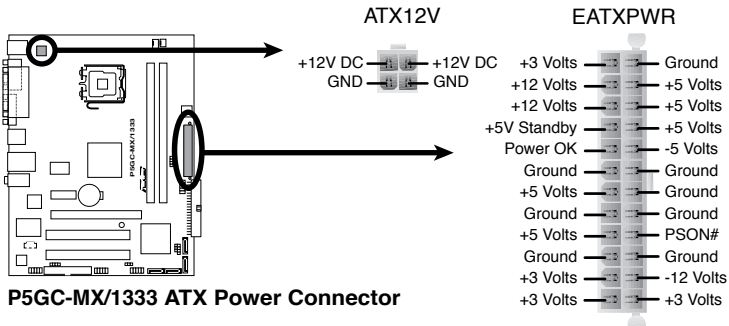 ATX12V
+12V DC +12V DC
GND GND
EATXPWR
+3 Volts Ground
+12 Volts +5 Volts
+12 Volts +5 Volts
+5V Standby +5 Volts
Power OK -5 Volts
Ground Ground
+5 Volts Ground
Ground Ground
+5 Volts PSON#
Ground Ground
+3 Volts -12 Volts
+3 Volts +3 Volts
P5GC-MX/1333
P5GC-MX/1333 ATX Power Connector